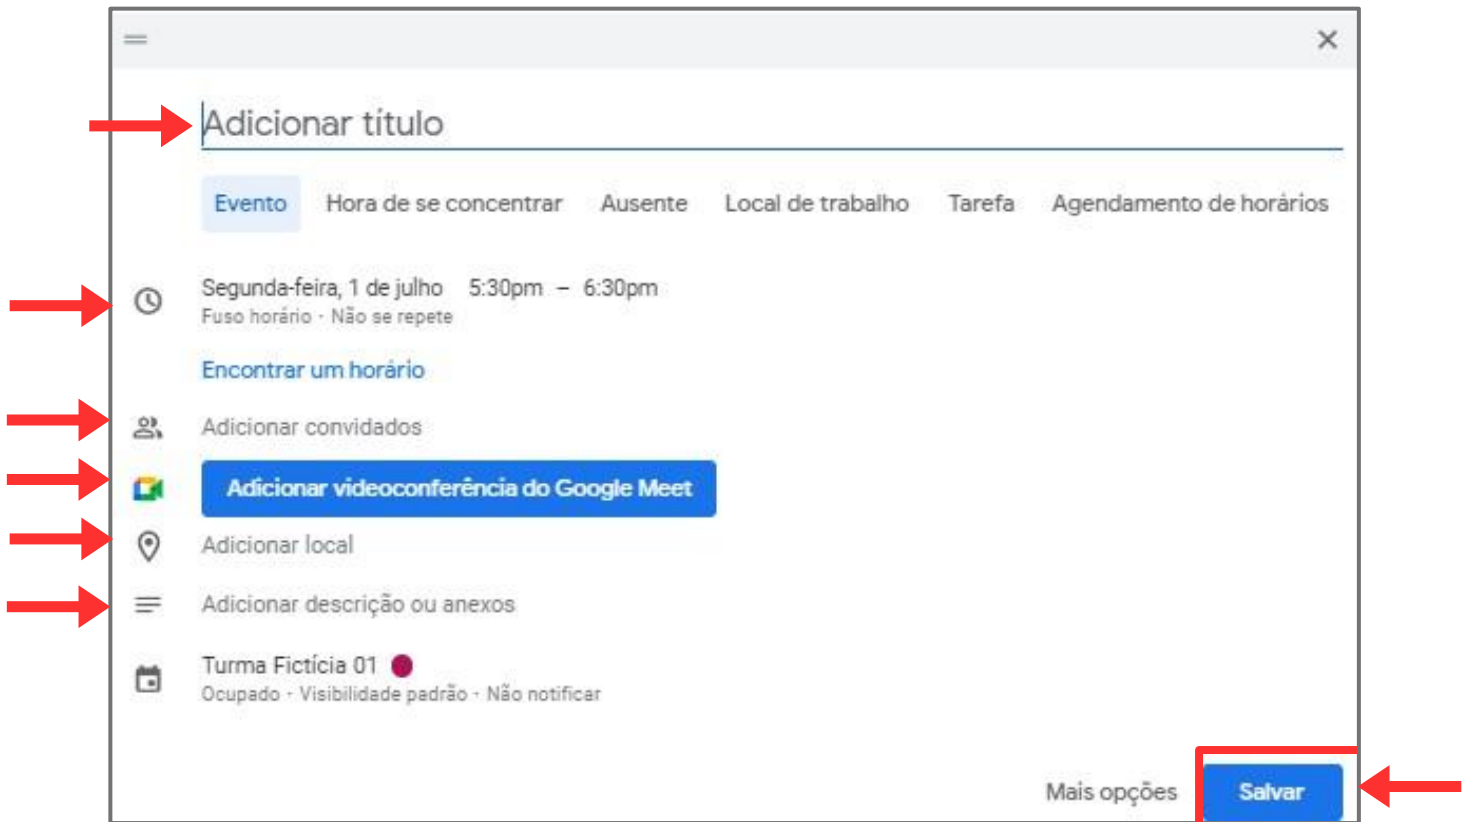 Adicionar título
Evento Hora de se concentrar Ausente Local de trabalho Tarefa Agendamento de horários
Segunda-feira, 1 de julho 5:30pm – 6:30pm
Fuso horário · Não se repete
Encontrar um horário
Adicionar convidados
Adicionar videoconferência do Google Meet
Adicionar local
Adicionar descrição ou anexos
Turma Fictícia 01
Ocupado · Visibilidade padrão · Não notificar
Mais opções Salvar